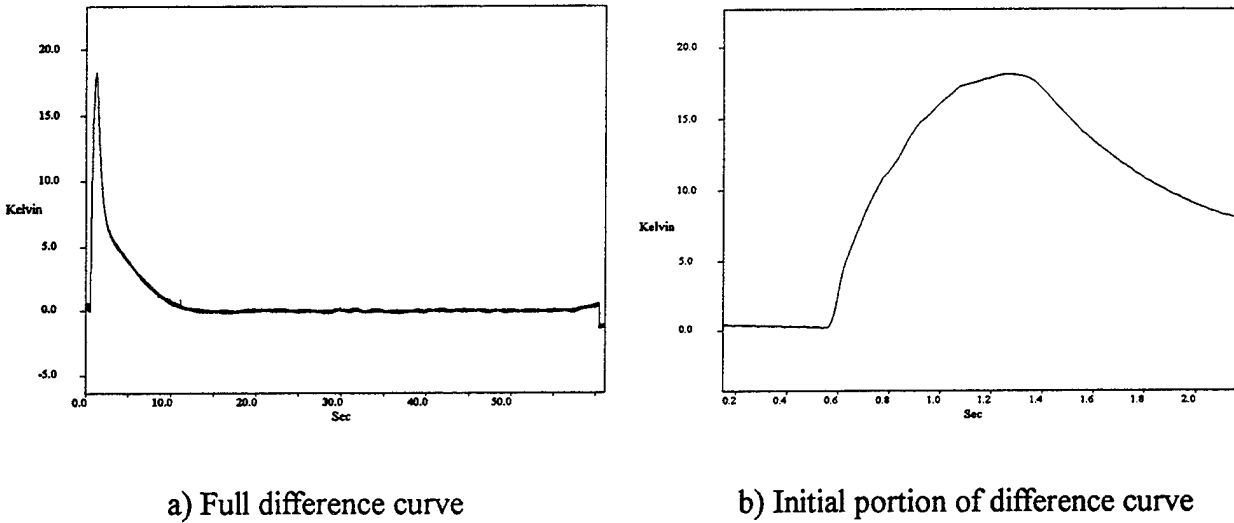 20.0
15.0
10.0
Kelvin
5.0
0.0
-5.0
0.0 10.0 20.0 30.0 40.0 50.0
Sec
a) Full difference curve
20.0
15.0
10.0
Kelvin
5.0
0.0
0.2 0.4 0.6 0.8 1.0 1.2 1.4 1.6 1.8 2.0
Sec
b) Initial portion of difference curve